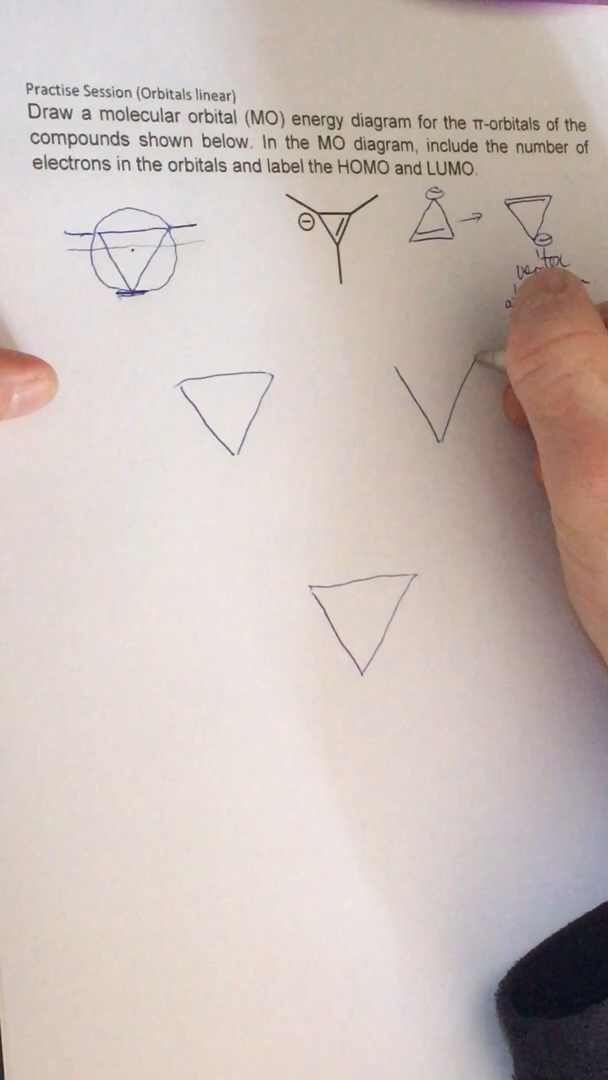 Practise Session (Orbitals linear)
Draw a molecular orbital (MO) energy diagram for the π-orbitals of the
compounds shown below. In the MO diagram, include the number of
electrons in the orbitals and label the HOMO and LUMO.